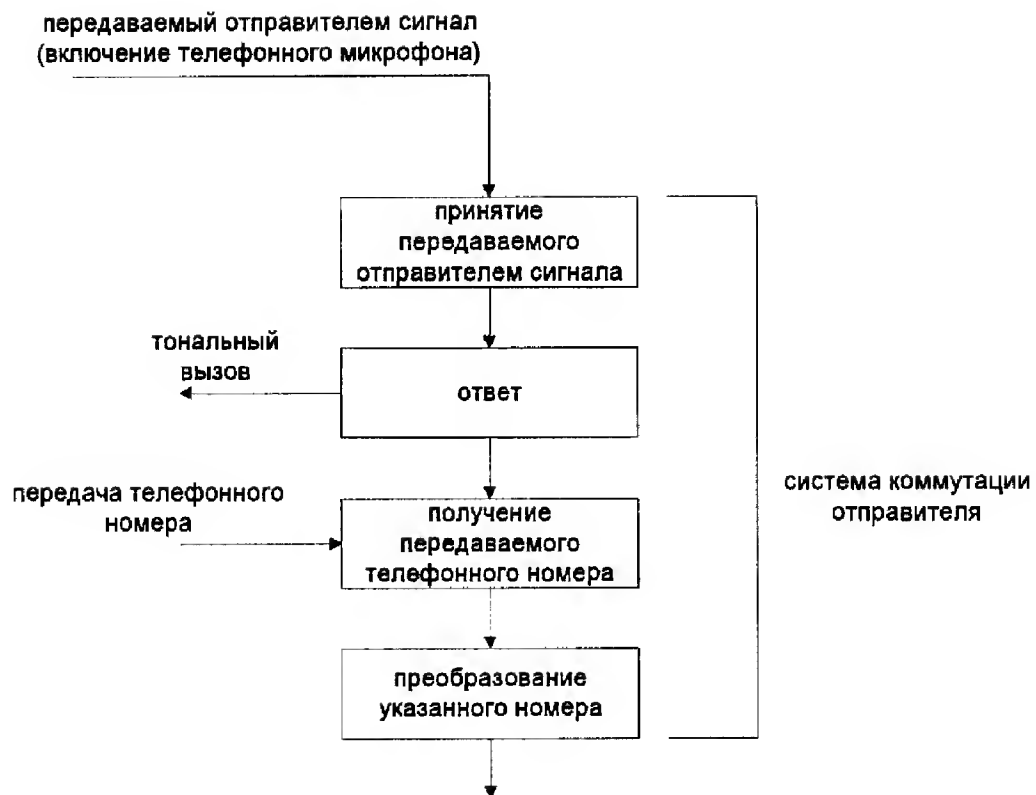 передаваемый отправителем сигнал
(включение телефонного микрофона)
принятие
передаваемого
отправителем сигнала
тональный
вызов
ответ
передача телефонного
номера
получение
передаваемого
телефонного номера
система коммутации
отправителя
преобразование
указанного номера